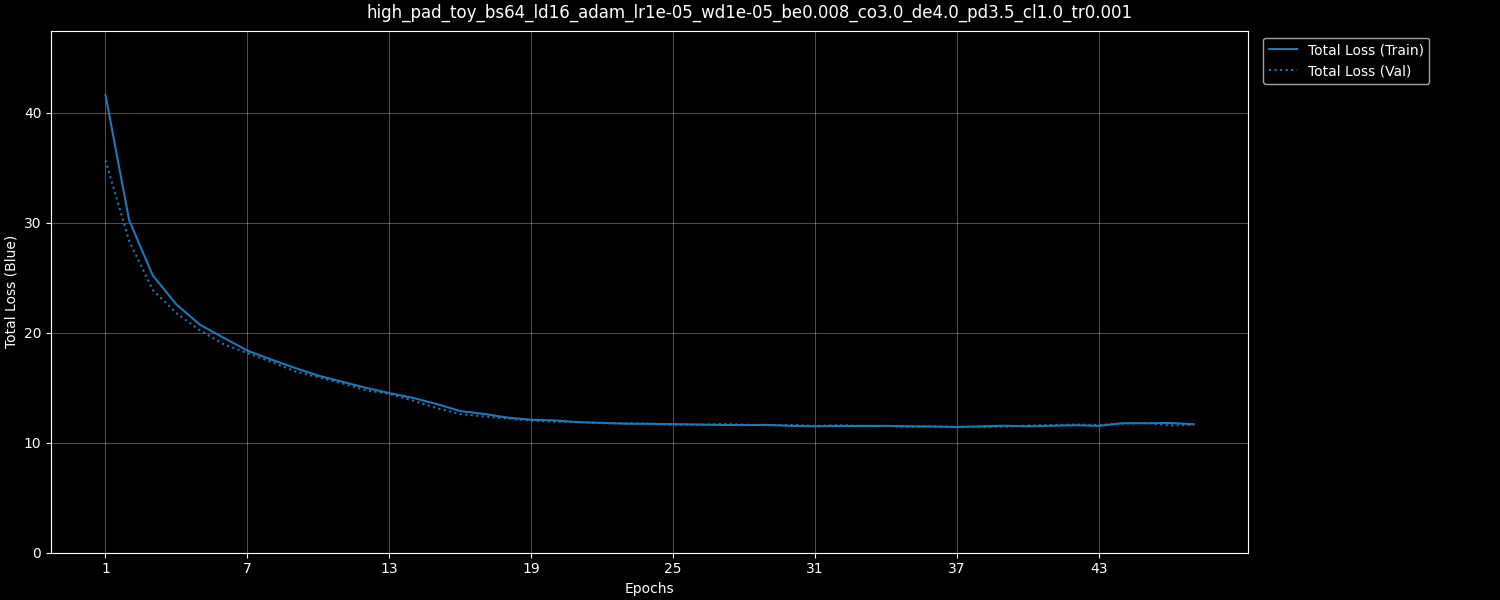 high_pad_toy_bs64_ld16_adam_lr1e-05_wd1e-05_be0.008_co3.0_de4.0_pd3.5_cl1.0_tr0.001
Total Loss (Train)
Total Loss (Val)
Total Loss (Blue)
40
30
20
10
0
1 7 13 19 25 31 37 43
Epochs